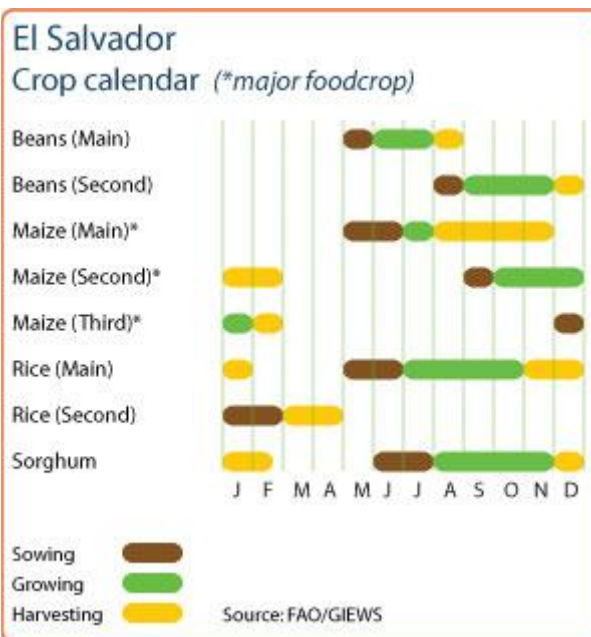 El Salvador
Crop calendar (*major foodcrop)
Beans (Main)
Beans (Second)
Maize (Main)*
Maize (Second)*
Maize (Third)*
Rice (Main)
Rice (Second)
Sorghum
J F M A M J J A S O N D
Sowing
Growing
Harvesting Source: FAO/GIEWS